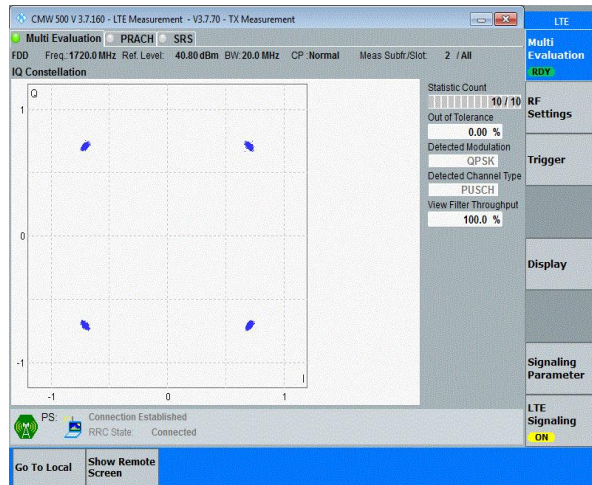 CMW 500 V 3.7.160 - LTE Measurement - V3.7.70 - TX Measurement
LTE
Multi Evaluation PRACH SRS
Multi Evaluation
RDY
FDD Freq.:1720.0 MHz Ref. Level: 40.80 dBm BW:20.0 MHz CP :Normal Meas Subfr./Slot: 2 / All
IQ Constellation
Statistic Count
10 / 10
Out of Tolerance
0.00 %
Detected Modulation
QPSK
Detected Channel Type
PUSCH
View Filter Throughput
100.0 %
Q
1
0
-1
I
-1 0 1
RF Settings
Trigger
Display
Signaling Parameter
LTE Signaling
ON
PS: Connection Established
RRC State: Connected
Go To Local
Show Remote Screen